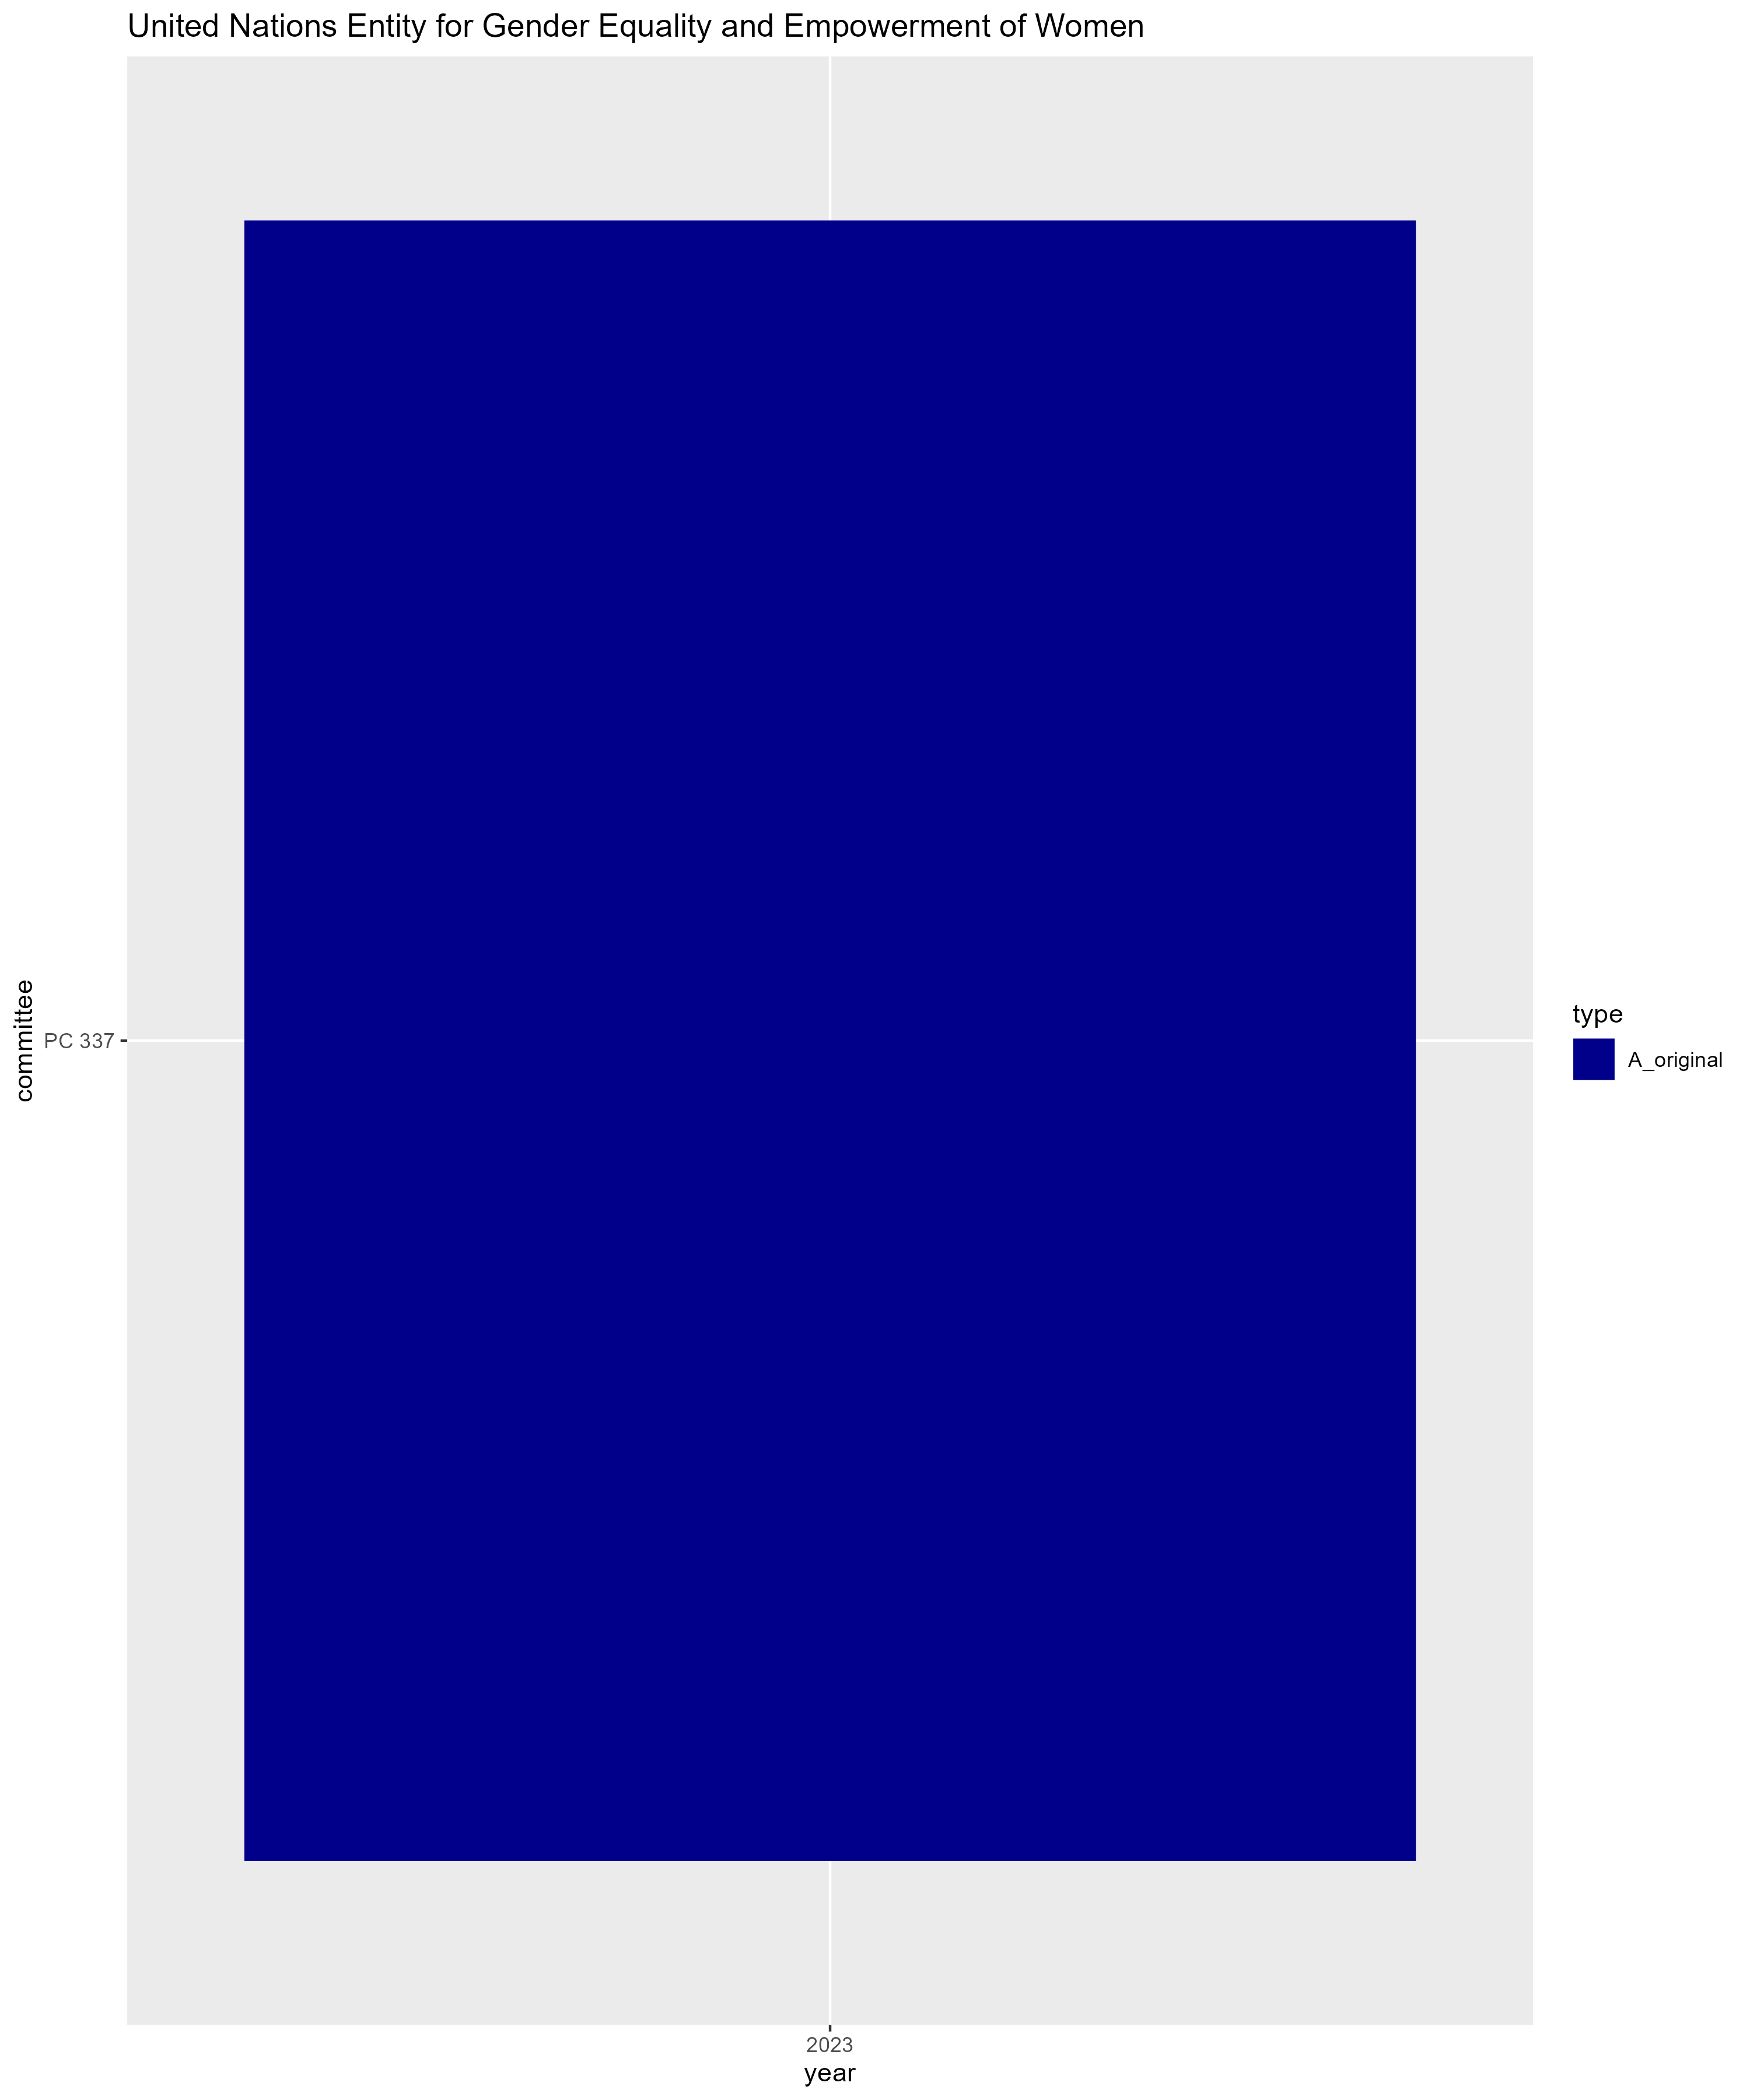 United Nations Entity for Gender Equality and Empowerment of Women
committee
PC 337
type
A_original
2023
year